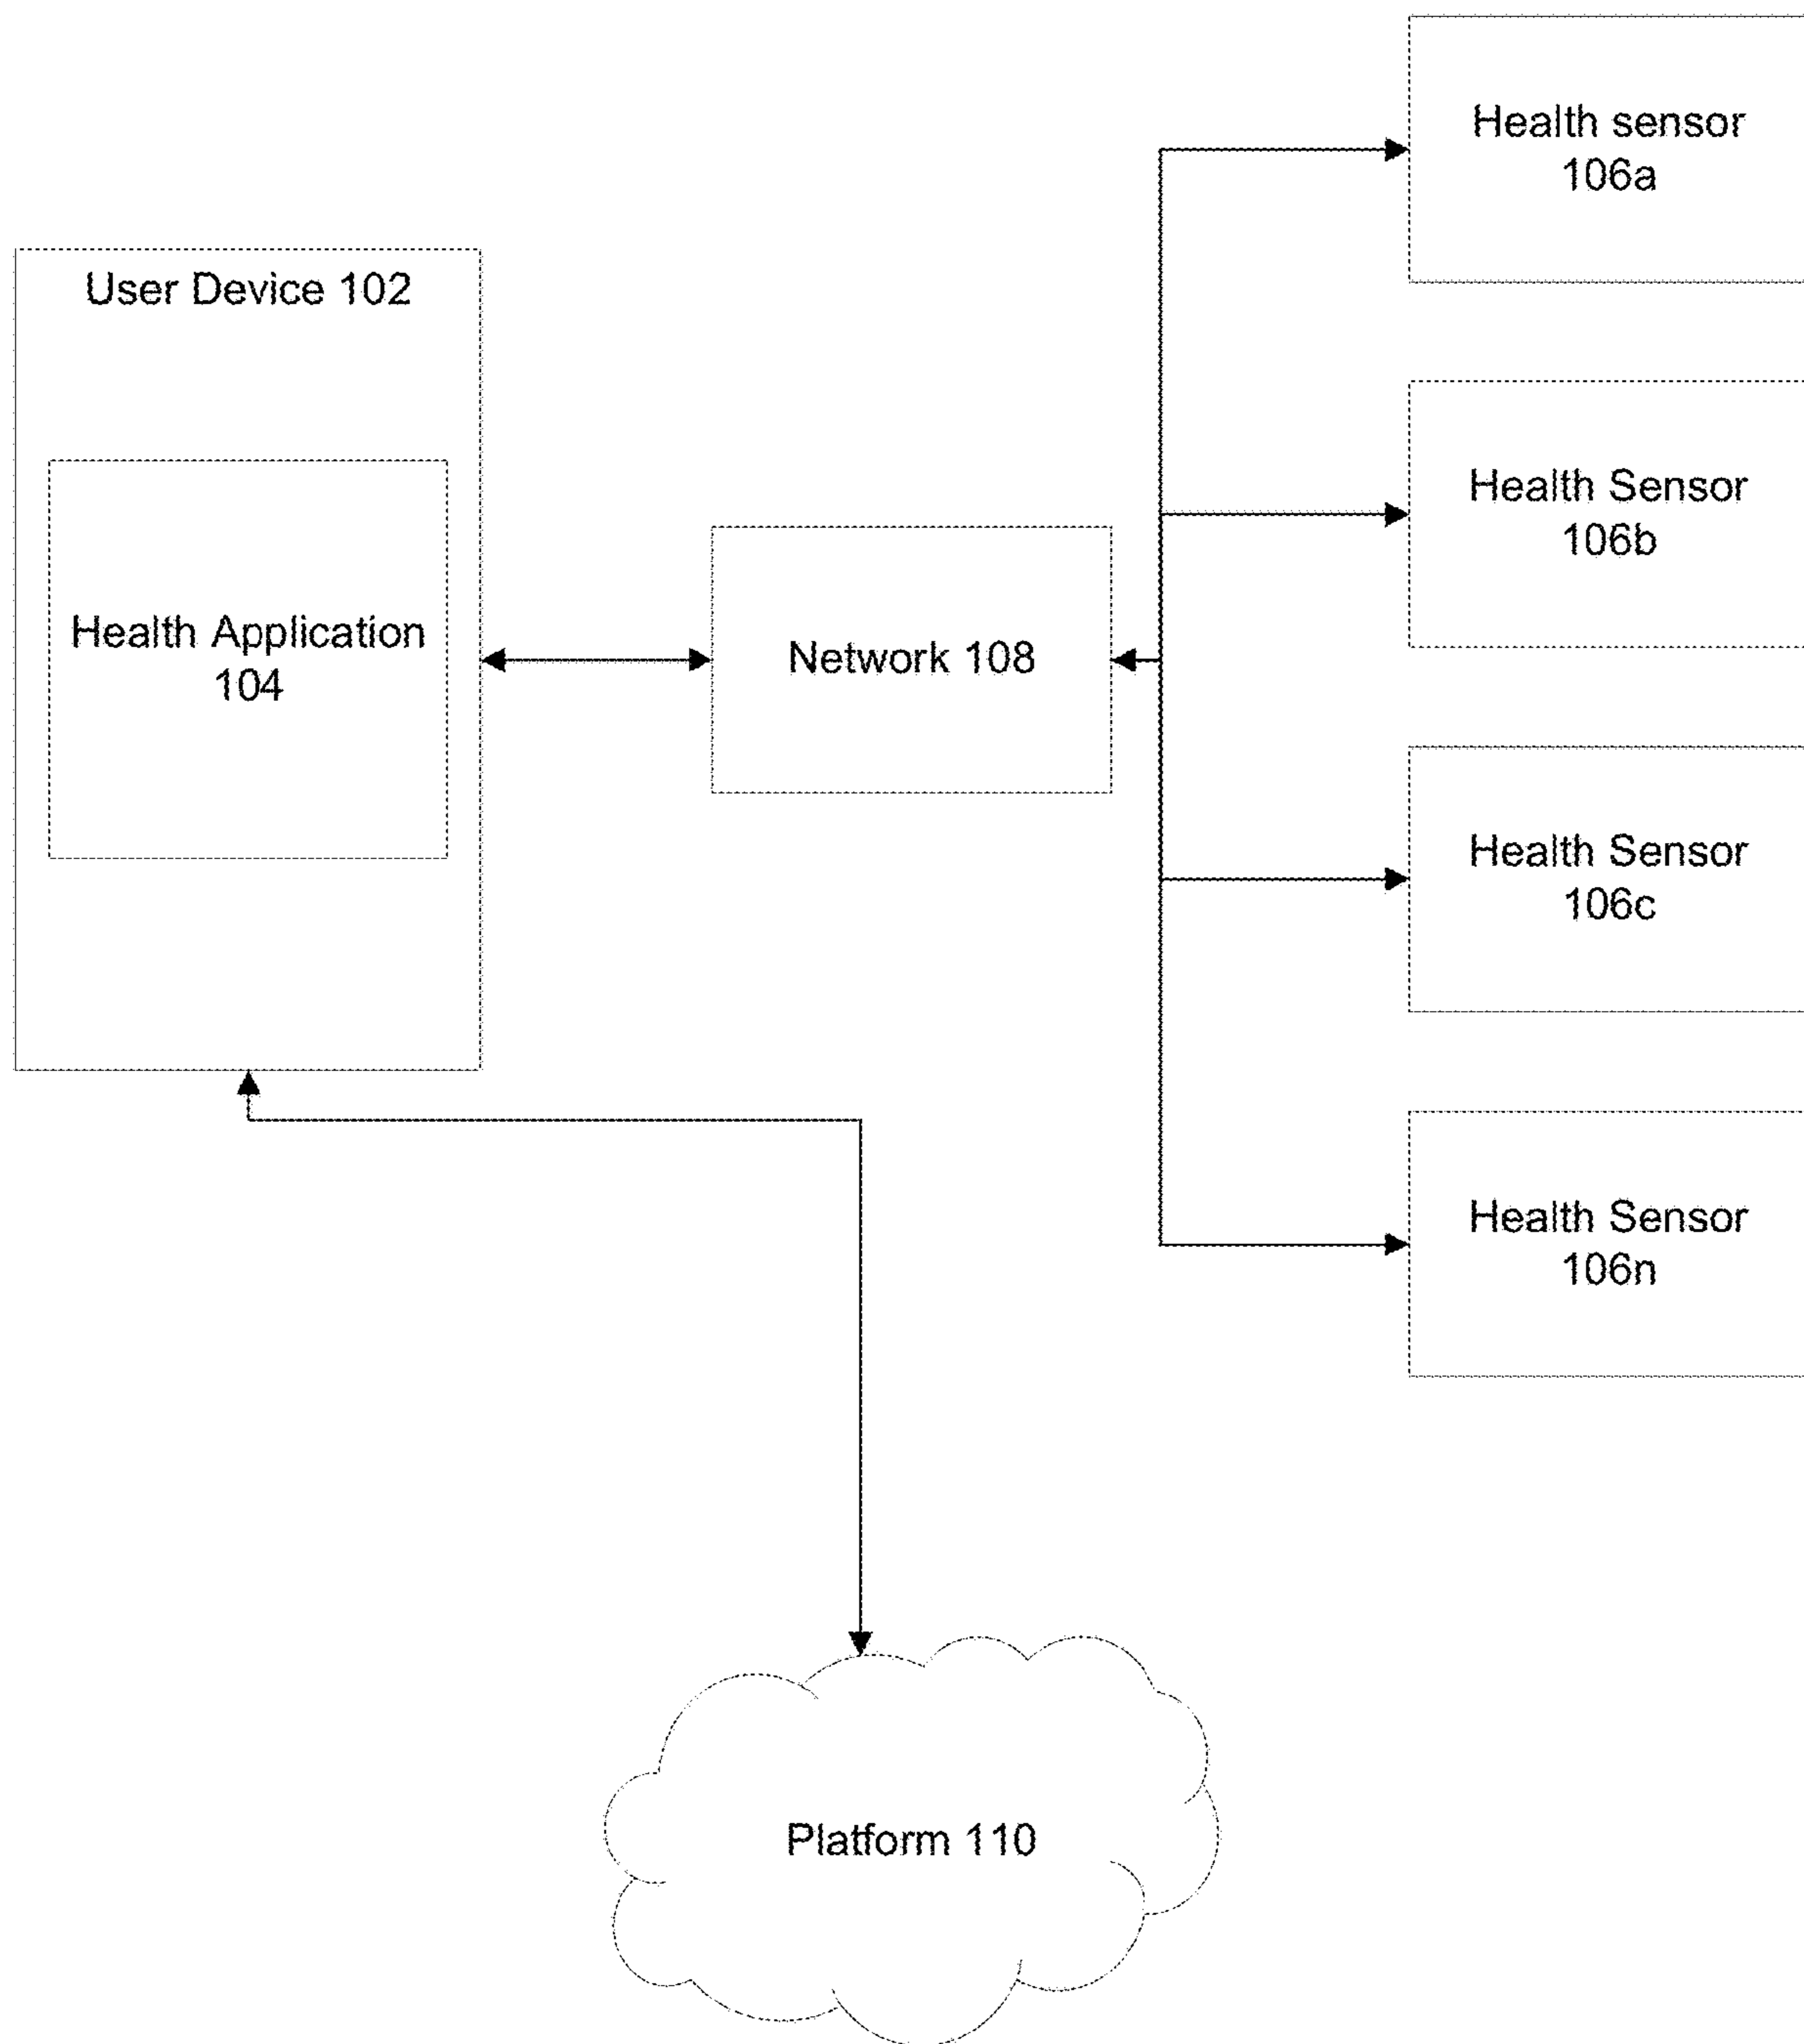 User Device 102
Health Application
104
Network 108
Health sensor
106a
Health Sensor
106b
Health Sensor
106c
Health Sensor
106n
Platform 110